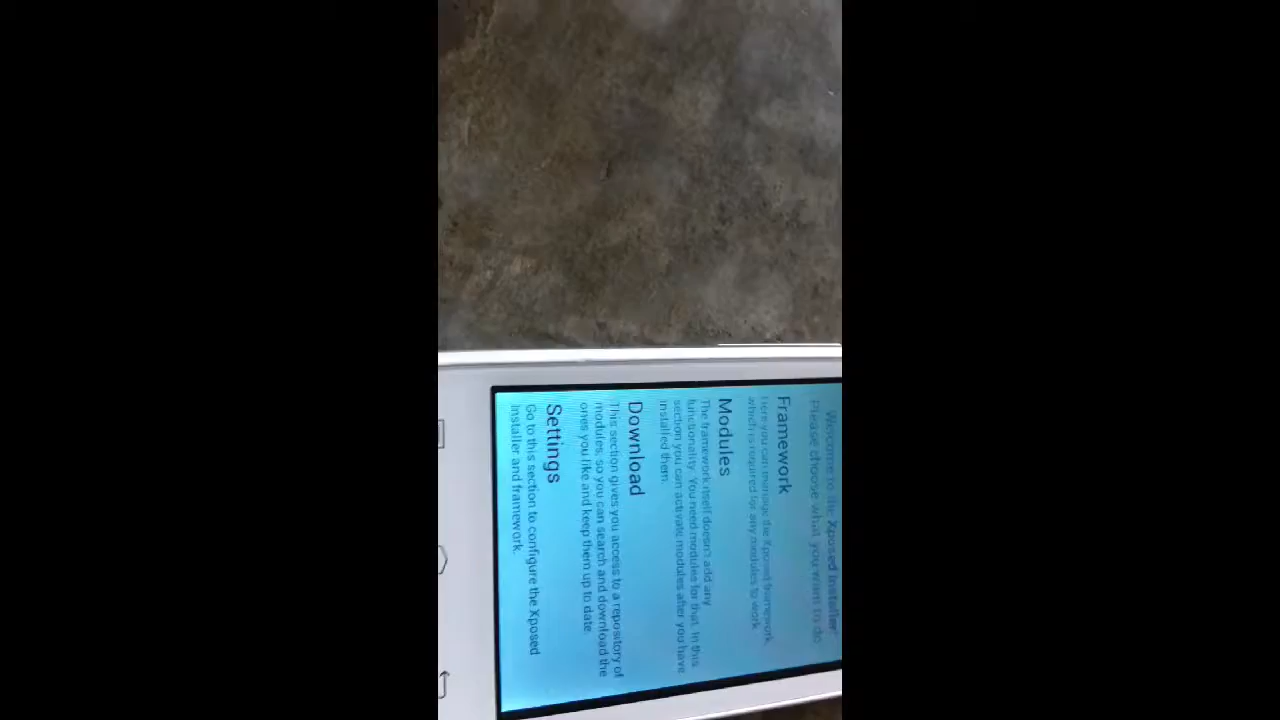 Welcome to the Xposed Installer!
Please choose what you want to do
Framework
Here you can manage the Xposed framework,
which is required for any modules to work.
Modules
The framework itself doesn't add any
functionality. You need modules for that. In this
section you can activate modules after you have
installed them.
Download
This section gives you access to a repository of
modules, so you can search and download the
ones you like and keep them up to date.
Settings
Go to this section to configure the Xposed
Installer and framework.